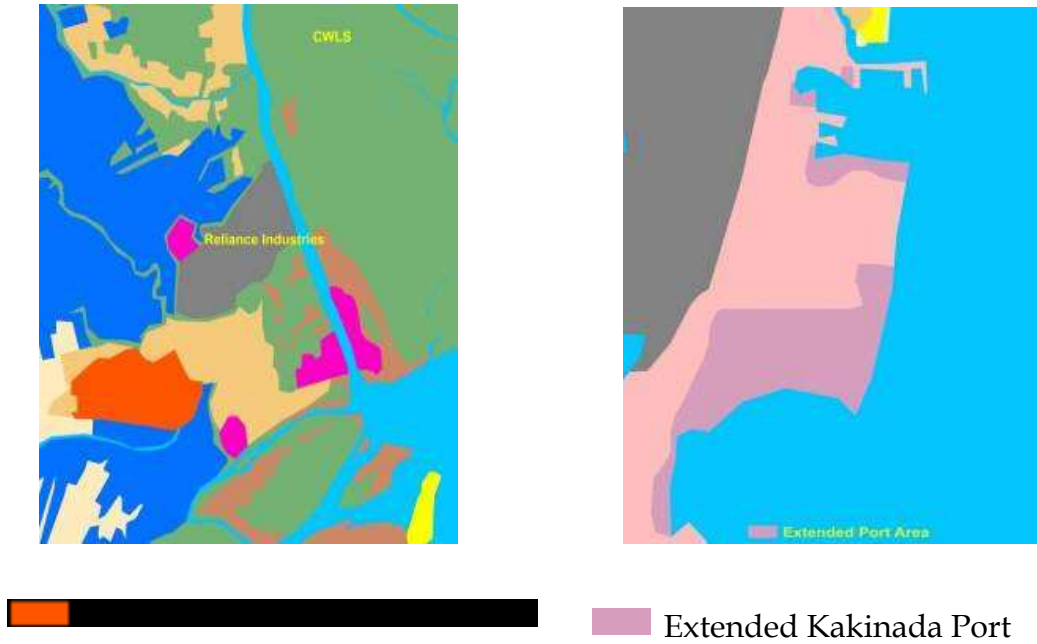 CWLS
Reliance Industries
Extended Port Area
Extended Kakinada Port